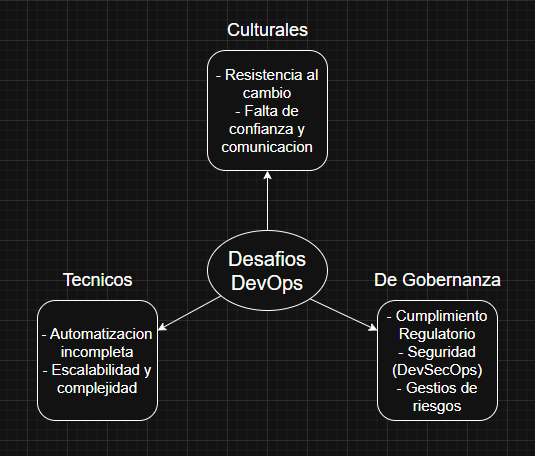 Culturales
- Resistencia al
cambio
- Falta de
confianza y
comunicacion
Desafios
DevOps
Tecnicos
- Automatizacion
incompleta
- Escalabilidad y
complejidad
De Gobernanza
- Cumplimiento
Regulatorio
- Seguridad
(DevSecOps)
- Gestios de
riesgos